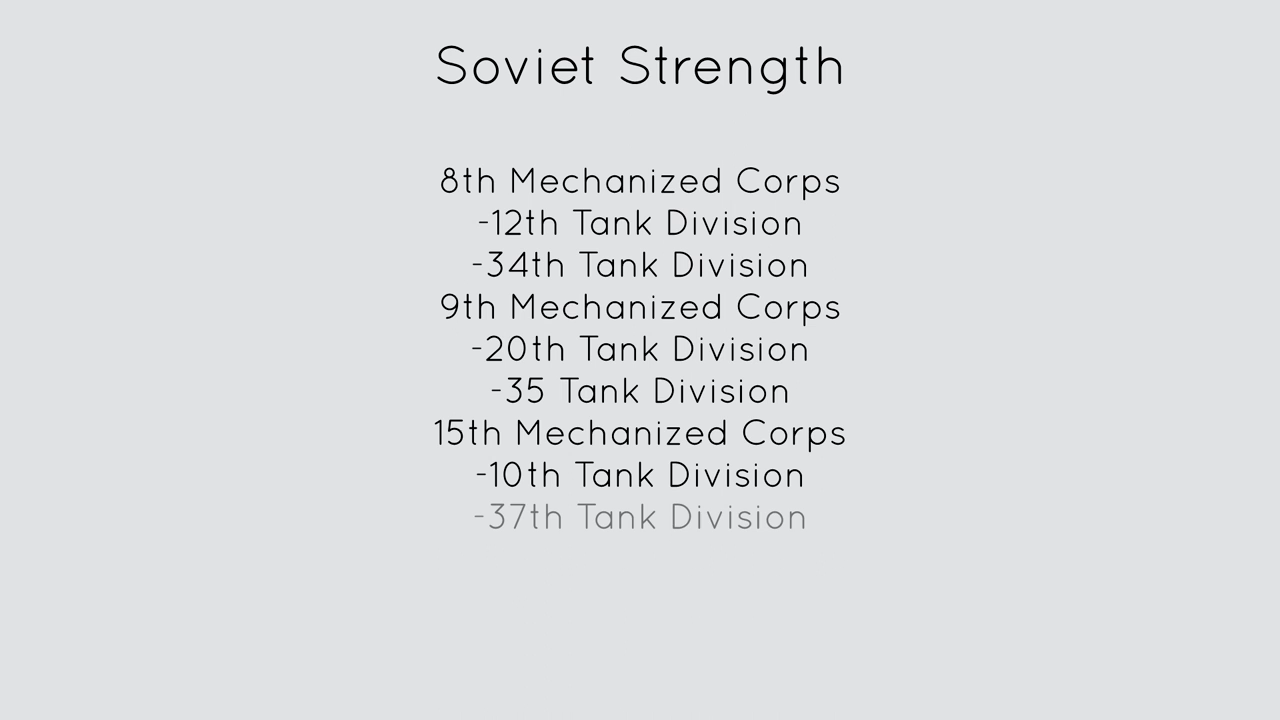 Soviet Strength
8th Mechanized Corps
-12th Tank Division
-34th Tank Division
9th Mechanized Corps
-20th Tank Division
-35 Tank Division
15th Mechanized Corps
-10th Tank Division
-37th Tank Division